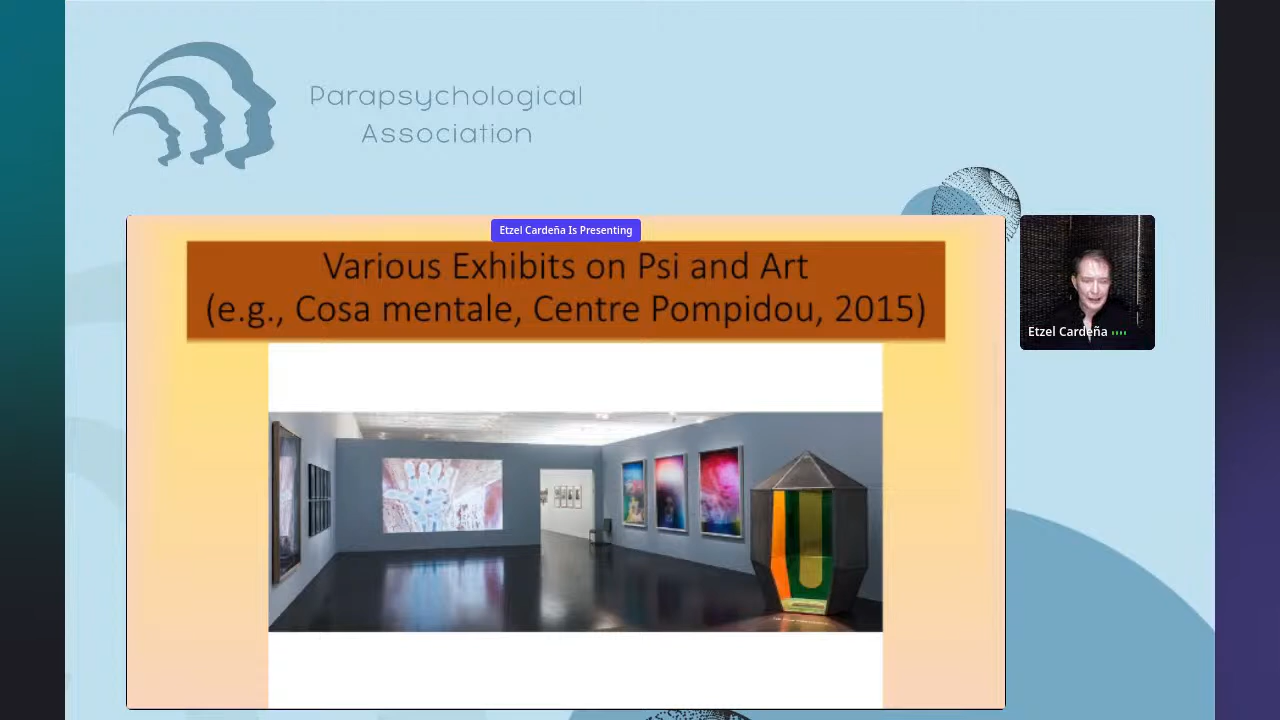 Parapsychological
Association
Etzel Cardeña Is Presenting
Various Exhibits on Psi and Art
(e.g., Cosa mentale, Centre Pompidou, 2015)
Etzel Cardeña